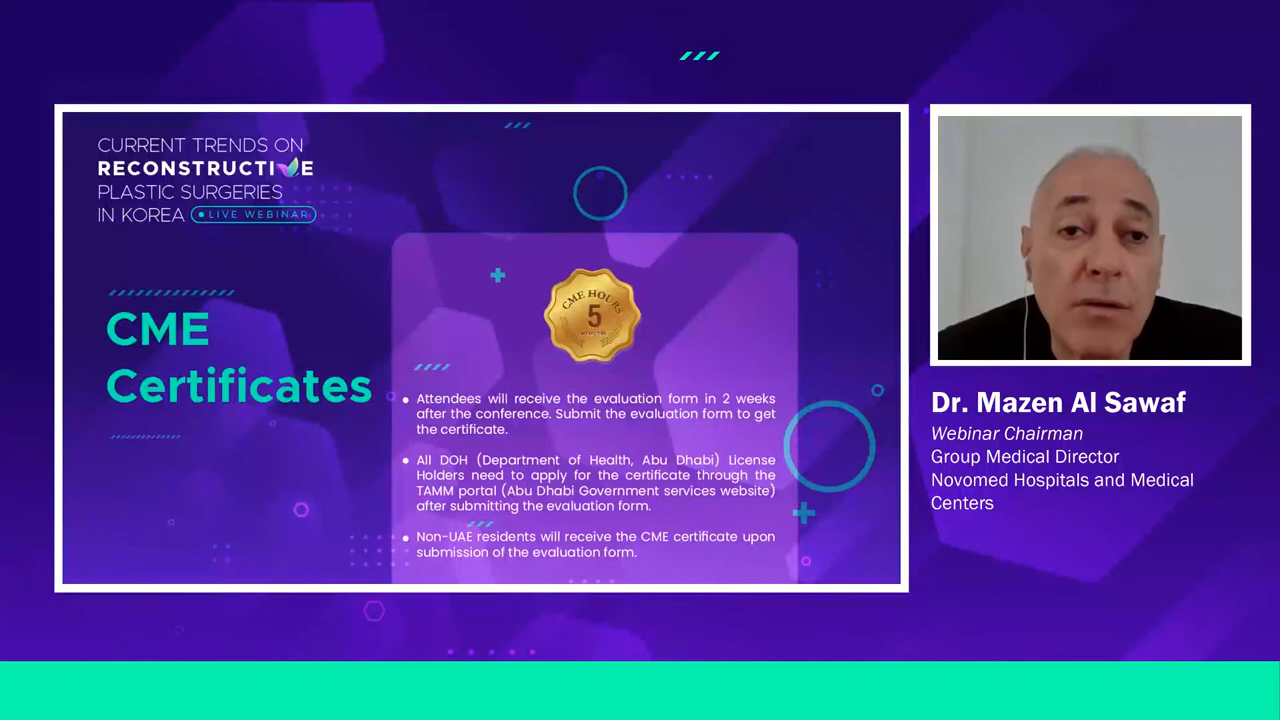 CURRENT TRENDS ON
RECONSTRUCTIVE
PLASTIC SURGERIES
IN KOREA LIVE WEBINAR
CME
Certificates
CME HOURS
5
• Attendees will receive the evaluation form in 2 weeks
after the conference. Submit the evaluation form to get
the certificate.
• All DOH (Department of Health, Abu Dhabi) License
Holders need to apply for the certificate through the
TAMM portal (Abu Dhabi Government services website)
after submitting the evaluation form.
• Non-UAE residents will receive the CME certificate upon
submission of the evaluation form.
Dr. Mazen Al Sawaf
Webinar Chairman
Group Medical Director
Novomed Hospitals and Medical
Centers